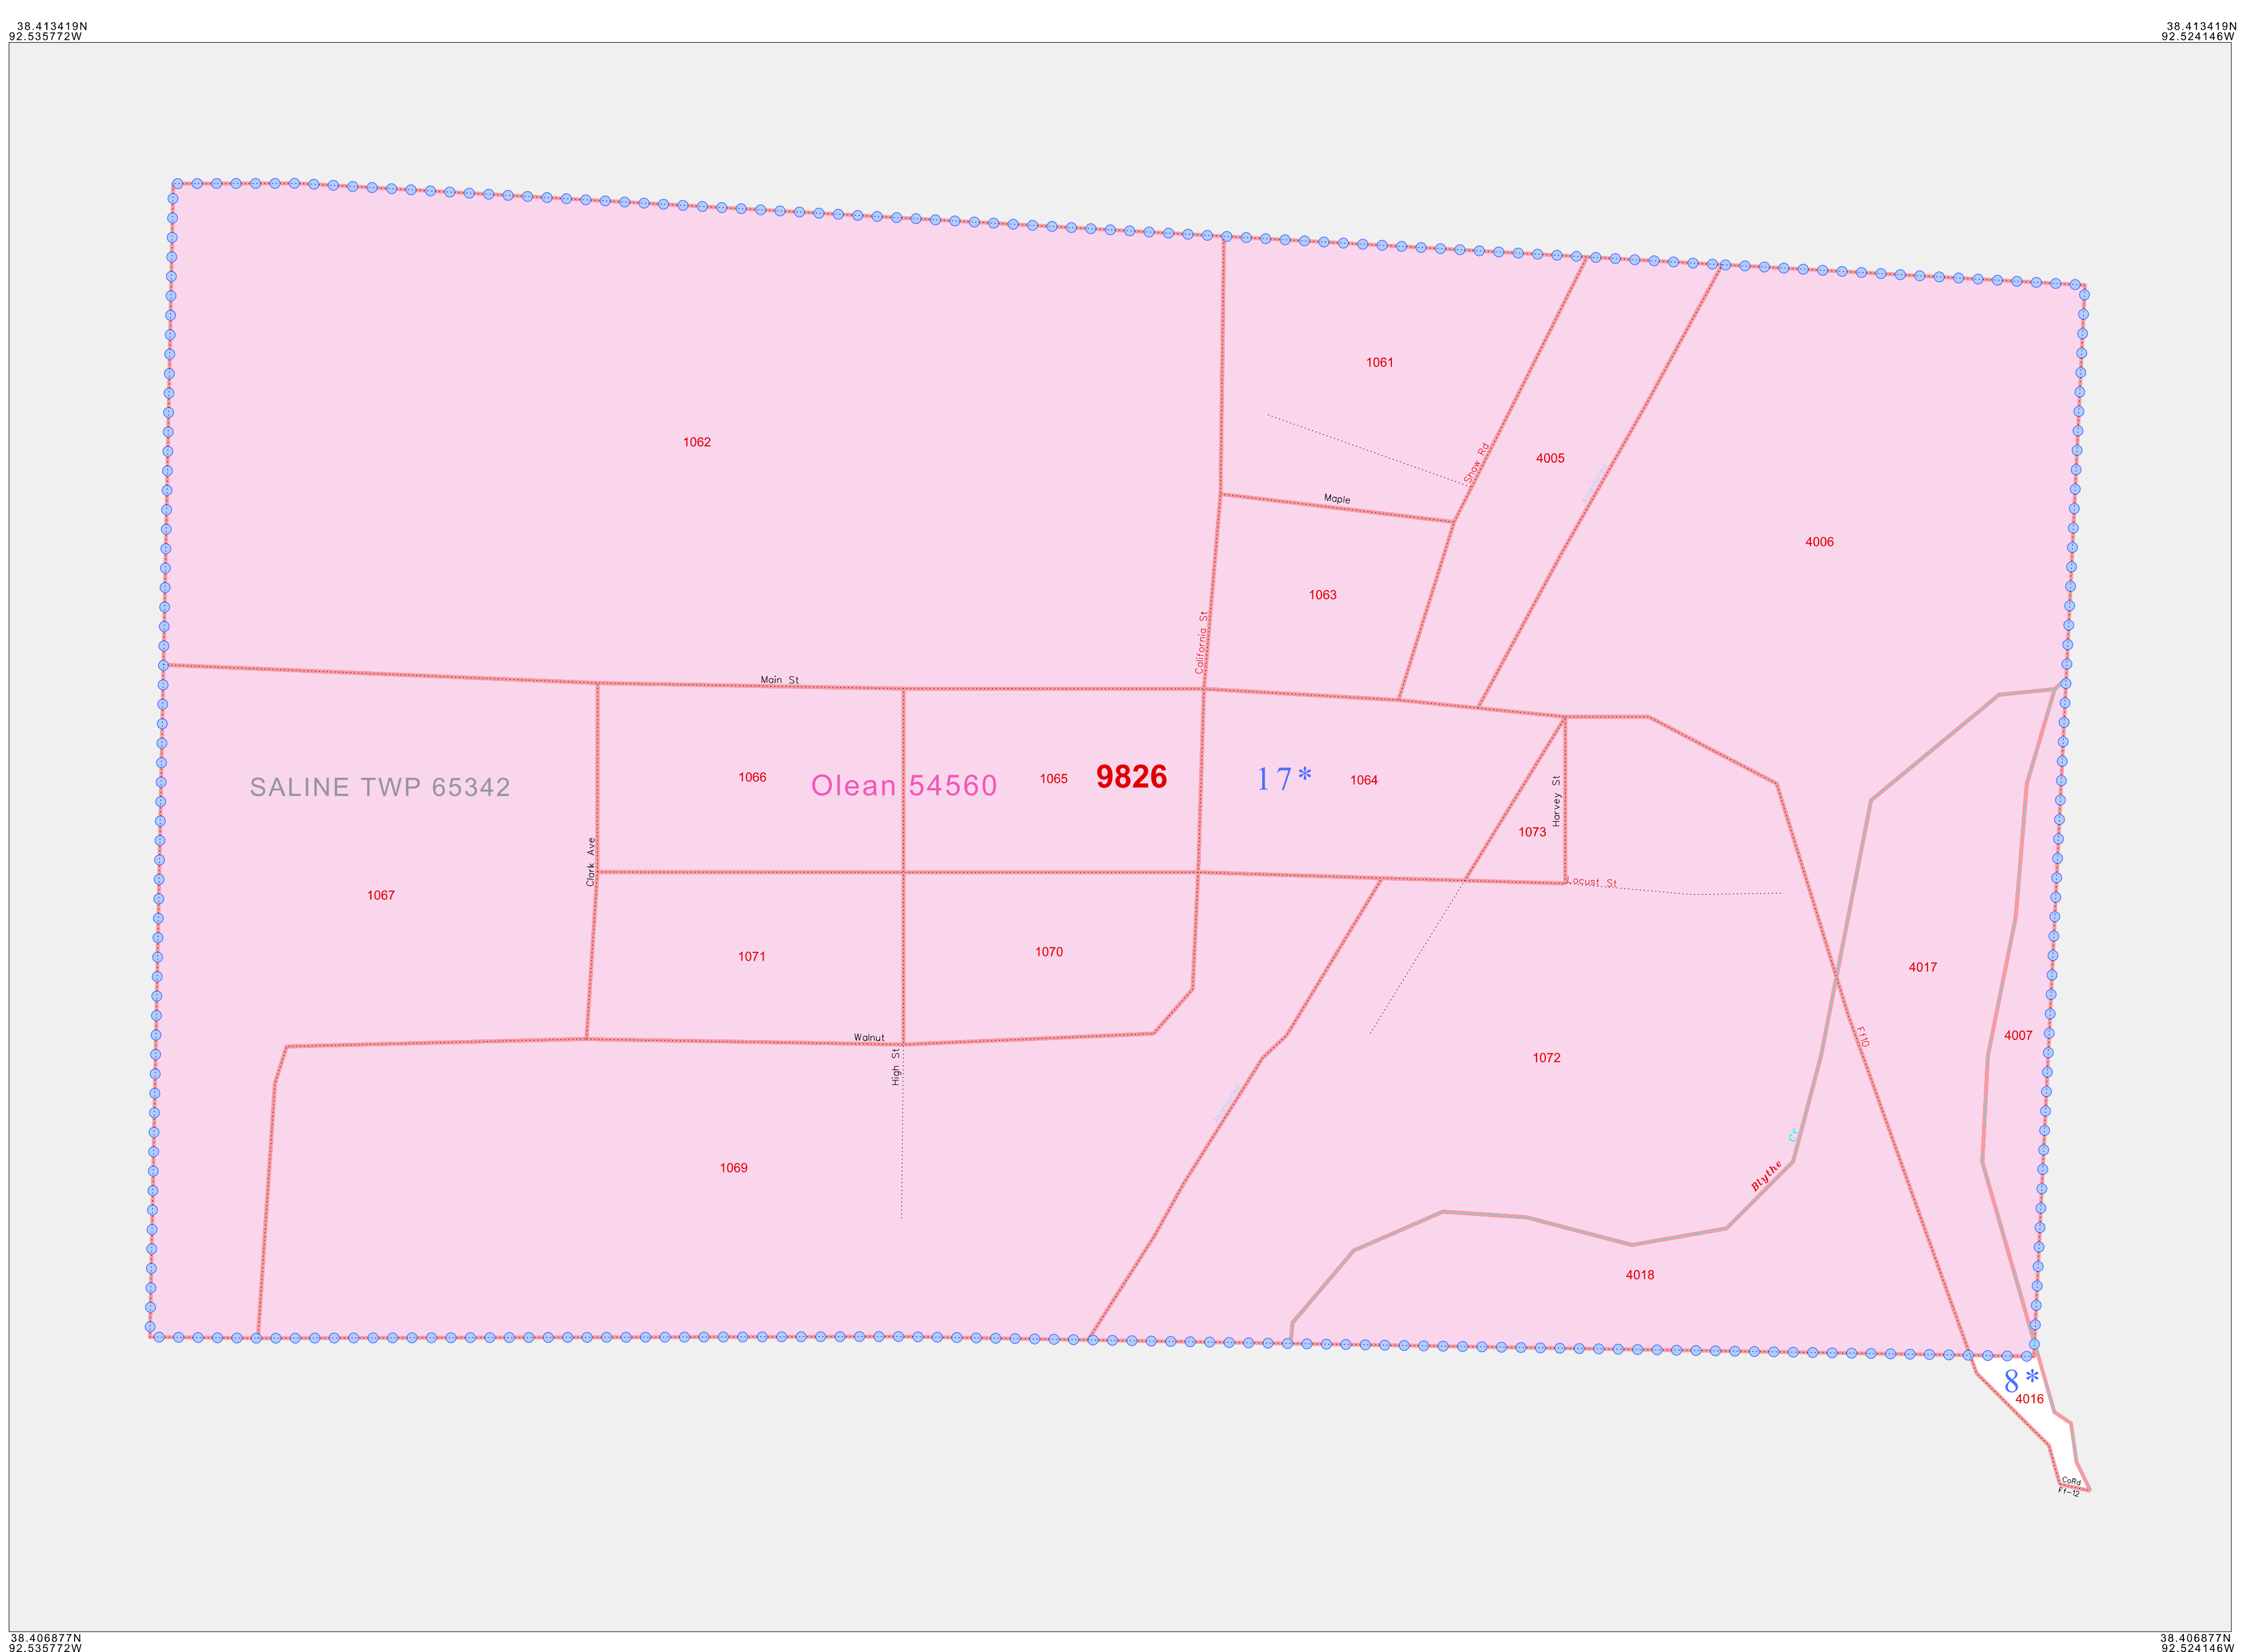 38.413419N
92.535772W
38.413419N
92.524146W
1061
1062
Shaw Rd
4005
Maple
4006
1063
California St
Main St
1066
Olean 54560
1065
9826
17*
1064
SALINE TWP 65342
Harvey St
1073
Clark Ave
Locust St
1067
1071
1070
4017
Walnut
High St
Ff10
4007
1072
Cr
Blythe
1069
4018
8*
4016
CoRd
Ff-12
38.406877N
92.535772W
38.406877N
92.524146W